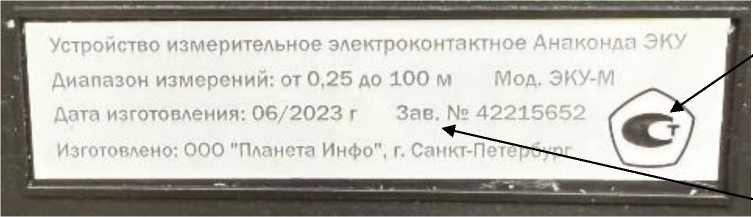 Устройство измерительное электроконтактное Анаконда ЭКУ
Диапазон измерений: от 0,25 до 100 м Мод. ЭКУ-М
Дата изготовления: 06/2023 г Зав. № 42215652
Изготовлено: ООО "Планета Инфо", г. Санкт-Петербург